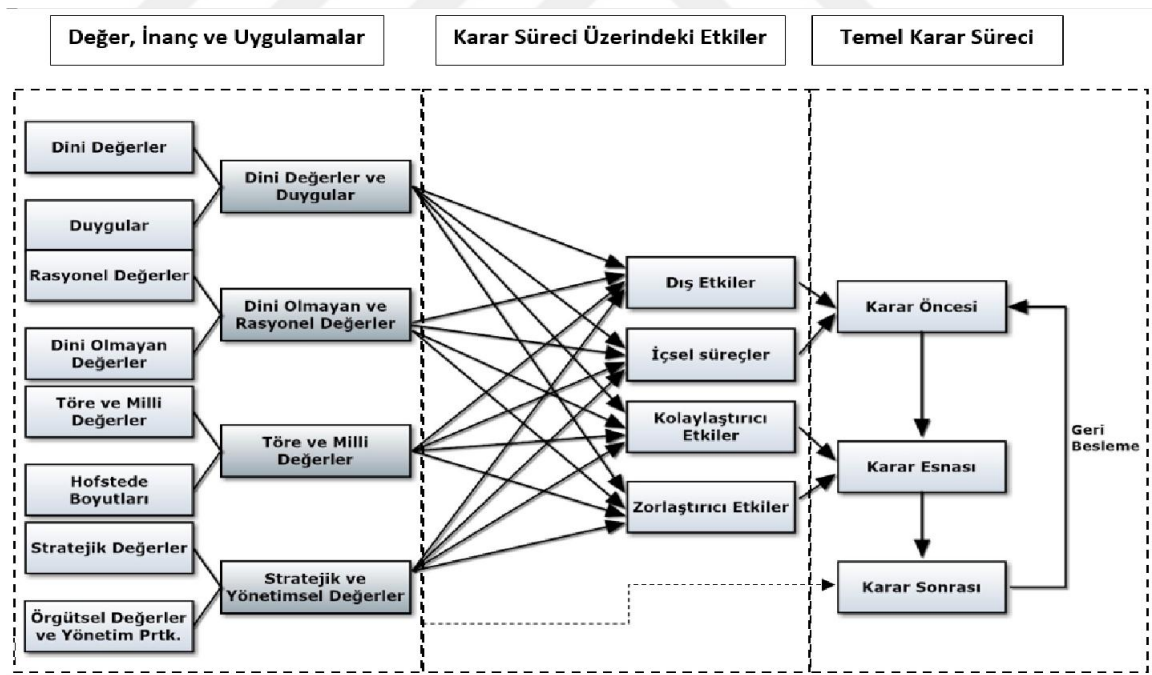 Değer, İnanç ve Uygulamalar
Karar Süreci Üzerindeki Etkiler
Temel Karar Süreci
Dini Değerler
Duygular
Rasyonel Değerler
Dini Olmayan
Değerler
Töre ve Milli
Değerler
Hofstede
Boyutları
Stratejik Değerler
Örgütsel Değerler
ve Yönetim Prtk.
Dini Değerler ve
Duygular
Dini Olmayan ve
Rasyonel Değerler
Töre ve Milli
Değerler
Stratejik ve
Yönetimsel Değerler
Dış Etkiler
İçsel süreçler
Kolaylaştırıcı
Etkiler
Zorlaştırıcı Etkiler
Karar Öncesi
Karar Esnası
Karar Sonrası
Geri
Besleme